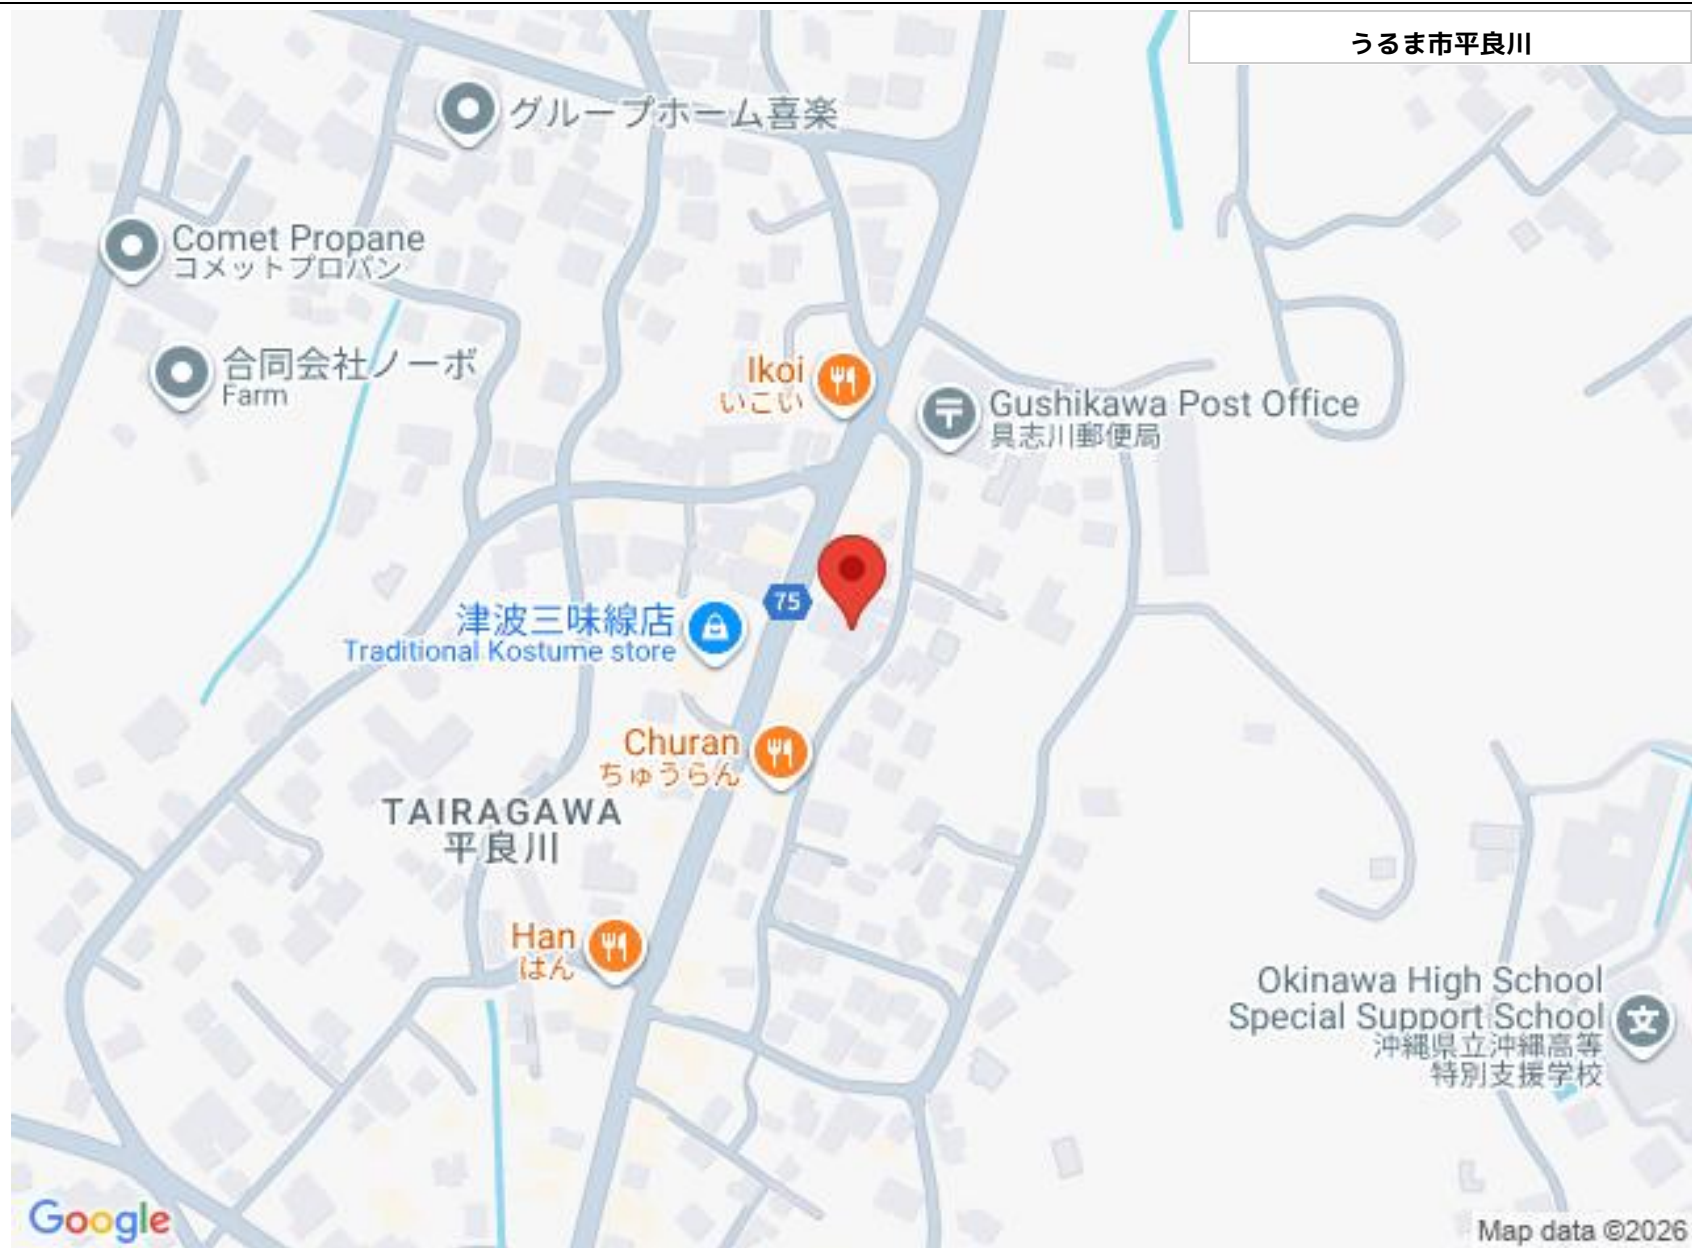 うるま市平良川
グループホーム喜楽
Comet Propane
コメットプロパン
合同会社ノーボ
Farm
Ikoi
いこい
Gushikawa Post Office
具志川郵便局
75
津波三味線店
Traditional Kostume store
Churan
ちゅうらん
TAIRAGAWA
平良川
Han
はん
Okinawa High School
Special Support School
沖縄県立沖縄高等
特別支援学校
Google
Map data ©2026